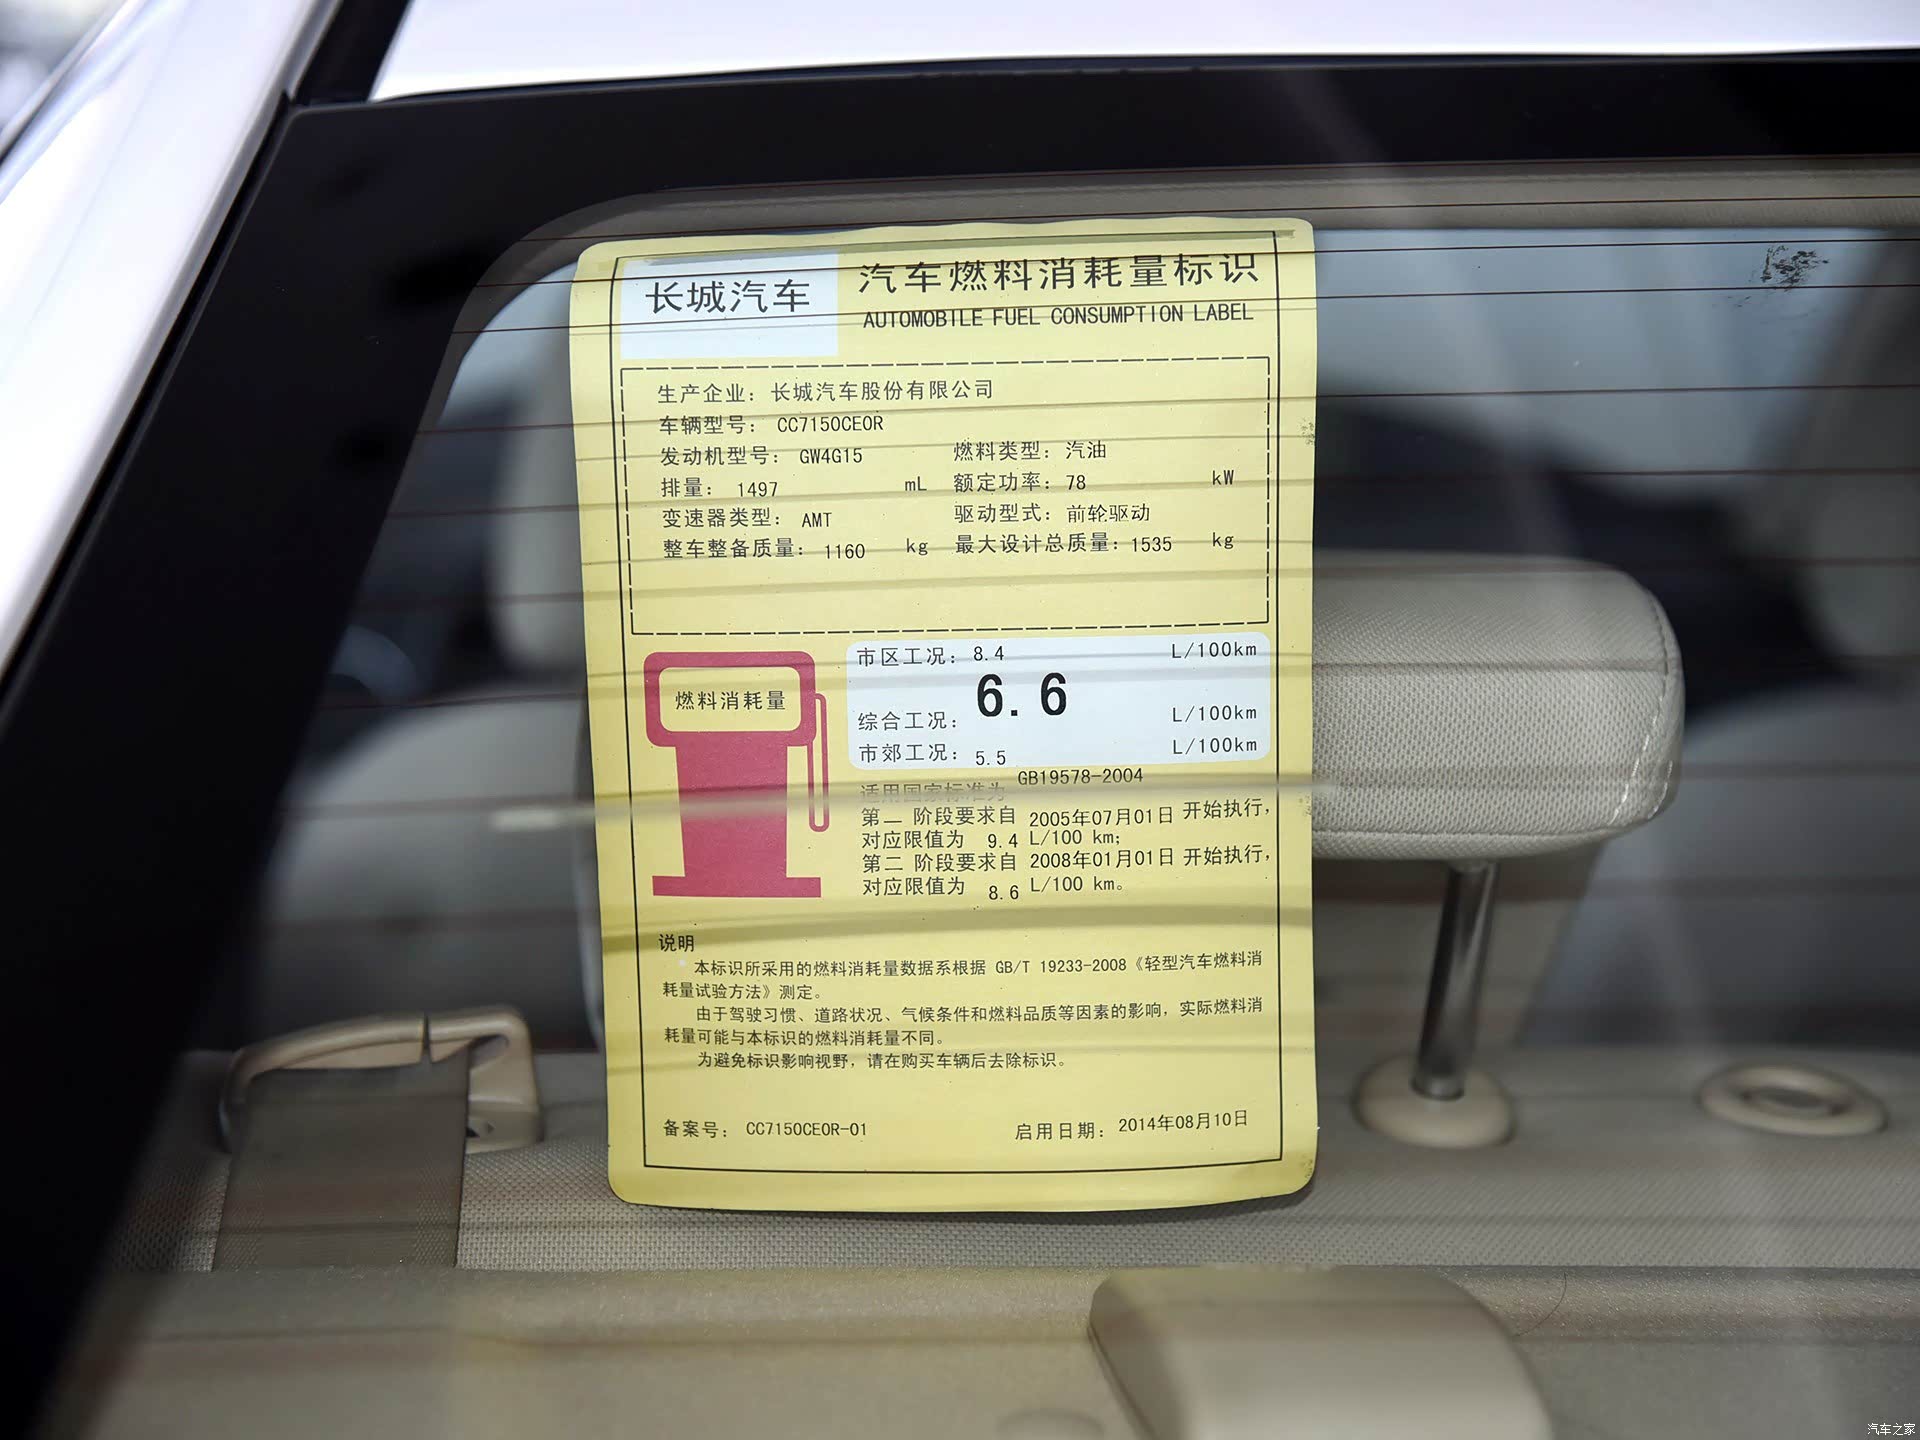 长城汽车
汽车燃料消耗量标识
AUTOMOBILE FUEL CONSUMPTION LABEL
生产企业：长城汽车股份有限公司
车辆型号：CC7150CE0R
发动机型号：GW4G15 燃料类型：汽油
排量：1497 mL 额定功率：78 kW
变速器类型：AMT 驱动型式：前轮驱动
整车整备质量：1160 kg 最大设计总质量：1535 kg
燃料消耗量
市区工况：8.4 L/100km
综合工况：6.6 L/100km
市郊工况：5.5 L/100km
适用国家标准为 GB19578-2004
第一 阶段要求自 2005年07月01日 开始执行，
对应限值为 9.4 L/100 km；
第二 阶段要求自 2008年01月01日 开始执行，
对应限值为 8.6 L/100 km。
说明
本标识所采用的燃料消耗量数据系根据 GB/T 19233-2008《轻型汽车燃料消
耗量试验方法》测定。
由于驾驶习惯、道路状况、气候条件和燃料品质等因素的影响，实际燃料消
耗量可能与本标识的燃料消耗量不同。
为避免标识影响视野，请在购买车辆后去除标识。
备案号：CC7150CE0R-01 启用日期：2014年08月10日
汽车之家